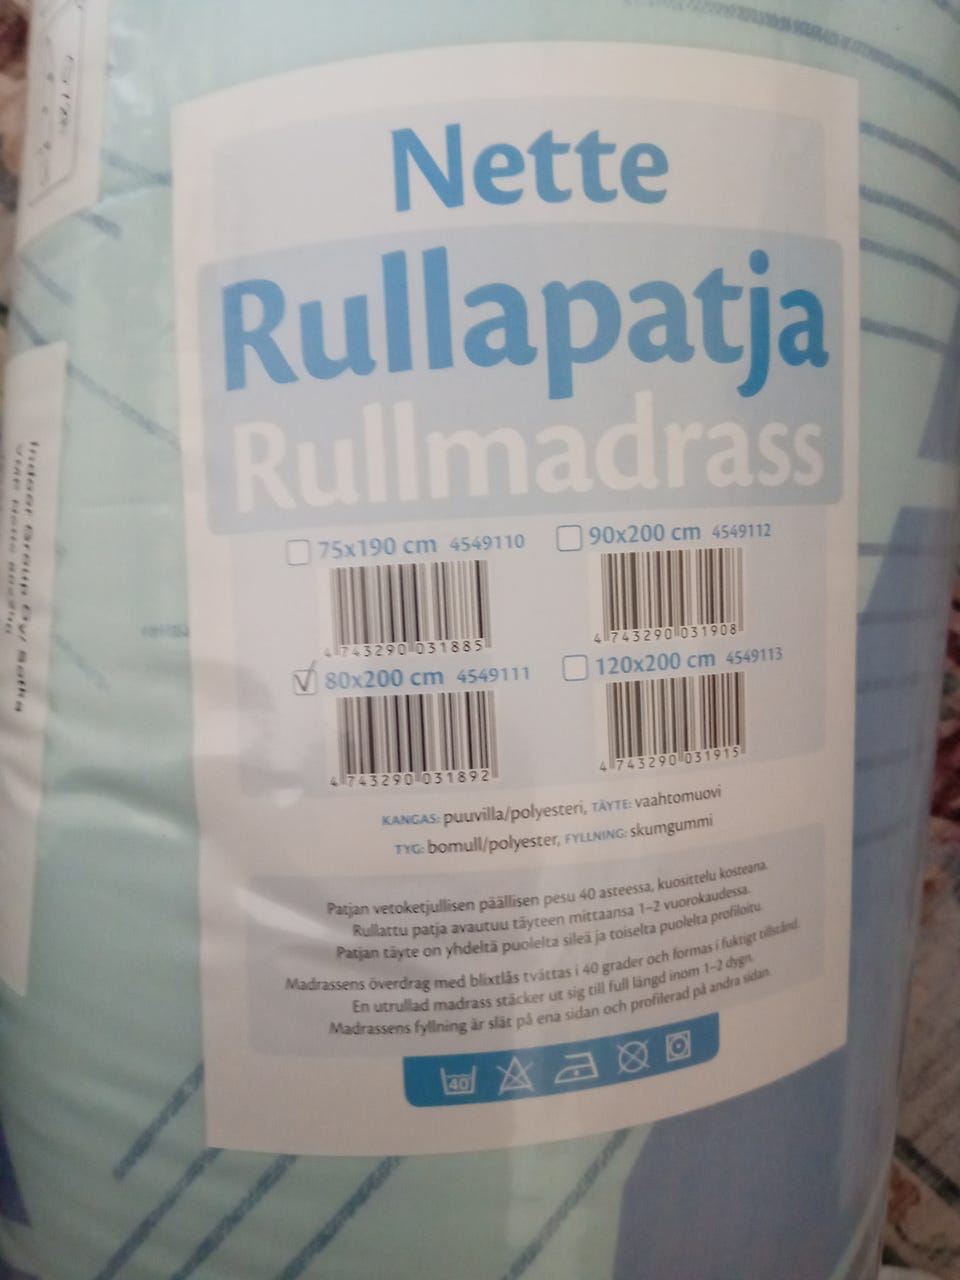 Nette
Rullapatja
Rullmadrass
75x190 cm 4549110
4 743290 031885
90x200 cm 4549112
4 743290 031908
80x200 cm 4549111
4 743290 031892
120x200 cm 4549113
4 743290 031915
KANGAS: puuvilla/polyesteri, TÄYTE: vaahtomuovi
TYG: bomull/polyester, FYLLNING: skumgummi
Patjan vetoketjullisen päällisen pesu 40 asteessa, kuosittelu kosteana.
Rullattu patja avautuu täyteen mittaansa 1–2 vuorokaudessa.
Patjan täyte on yhdeltä puolelta sileä ja toiselta puolelta profiloitu.
Madrassens överdrag med blixtlås tvättas i 40 grader och formas i fuktigt tillstånd.
En utrullad madrass stäcker ut sig till full längd inom 1–2 dygn.
Madrassens fyllning är slät på ena sidan och profilerad på andra sidan.
40
Indoor Group Oy/ Sotka